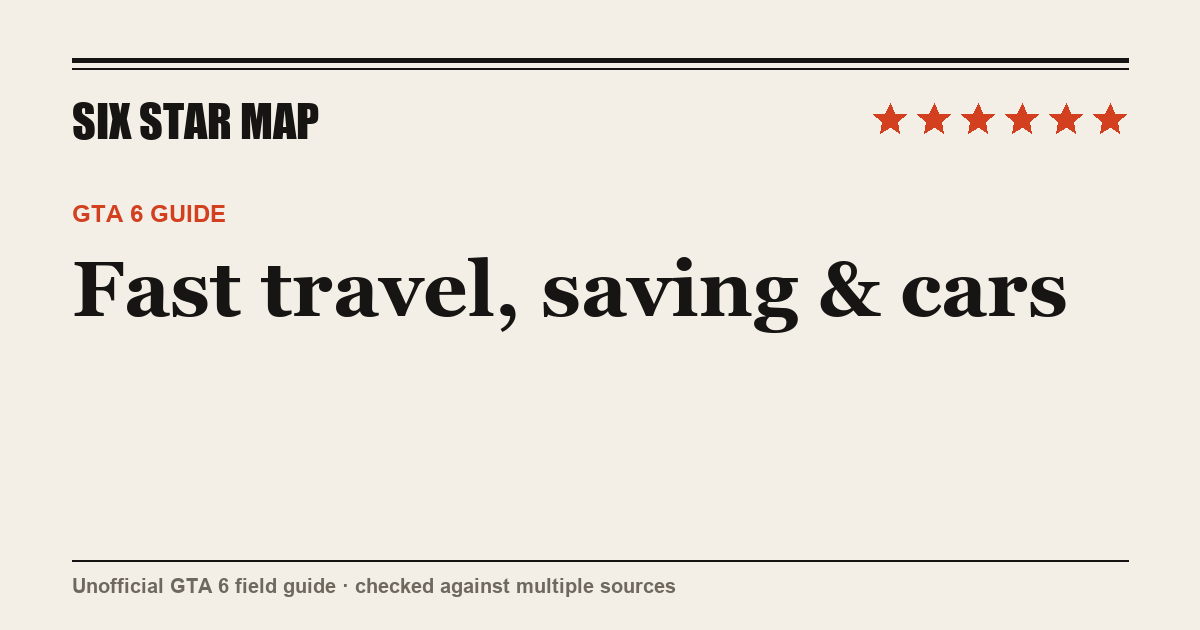 SIX STAR MAP
GTA 6 GUIDE
Fast travel, saving & cars
Unofficial GTA 6 field guide · checked against multiple sources